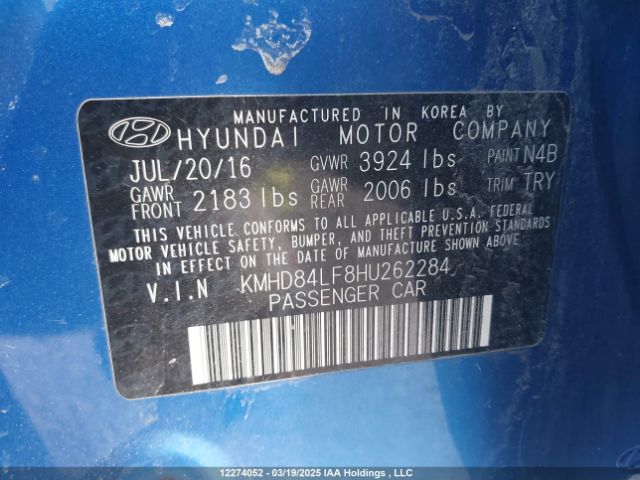 MANUFACTURED IN KOREA BY
HYUNDAI MOTOR COMPANY
JUL/20/16 GVWR 3924 lbs PAINT N4B
GAWR FRONT 2183 lbs GAWR REAR 2006 lbs TRIM TRY
THIS VEHICLE CONFORMS TO ALL APPLICABLE U.S.A. FEDERAL
MOTOR VEHICLE SAFETY, BUMPER, AND THEFT PREVENTION STANDARDS
IN EFFECT ON THE DATE OF MANUFACTURE SHOWN ABOVE.
V.I.N KMHD84LF8HU262284
PASSENGER CAR
12274052 - 03/19/2025 IAA Holdings , LLC